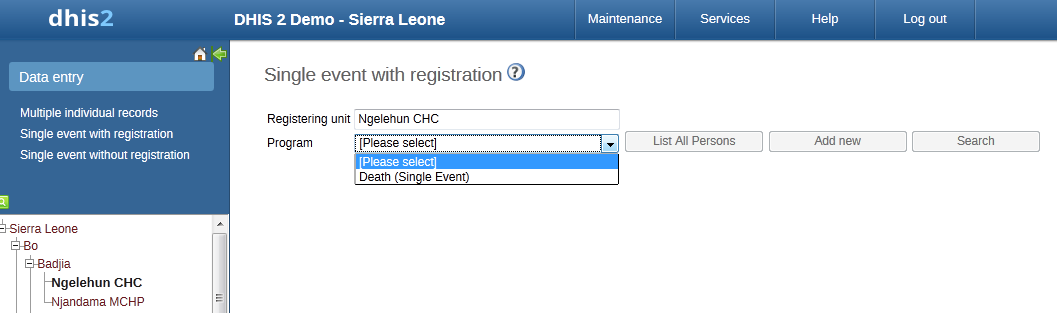 dhis2
DHIS 2 Demo - Sierra Leone
Maintenance
Services
Help
Log out
Data entry
Multiple individual records
Single event with registration
Single event without registration
Sierra Leone
Bo
Badjia
Ngelehun CHC
Njandama MCHP
Single event with registration ?
Registering unit Ngelehun CHC
Program [Please select] List All Persons Add new Search
[Please select]
Death (Single Event)